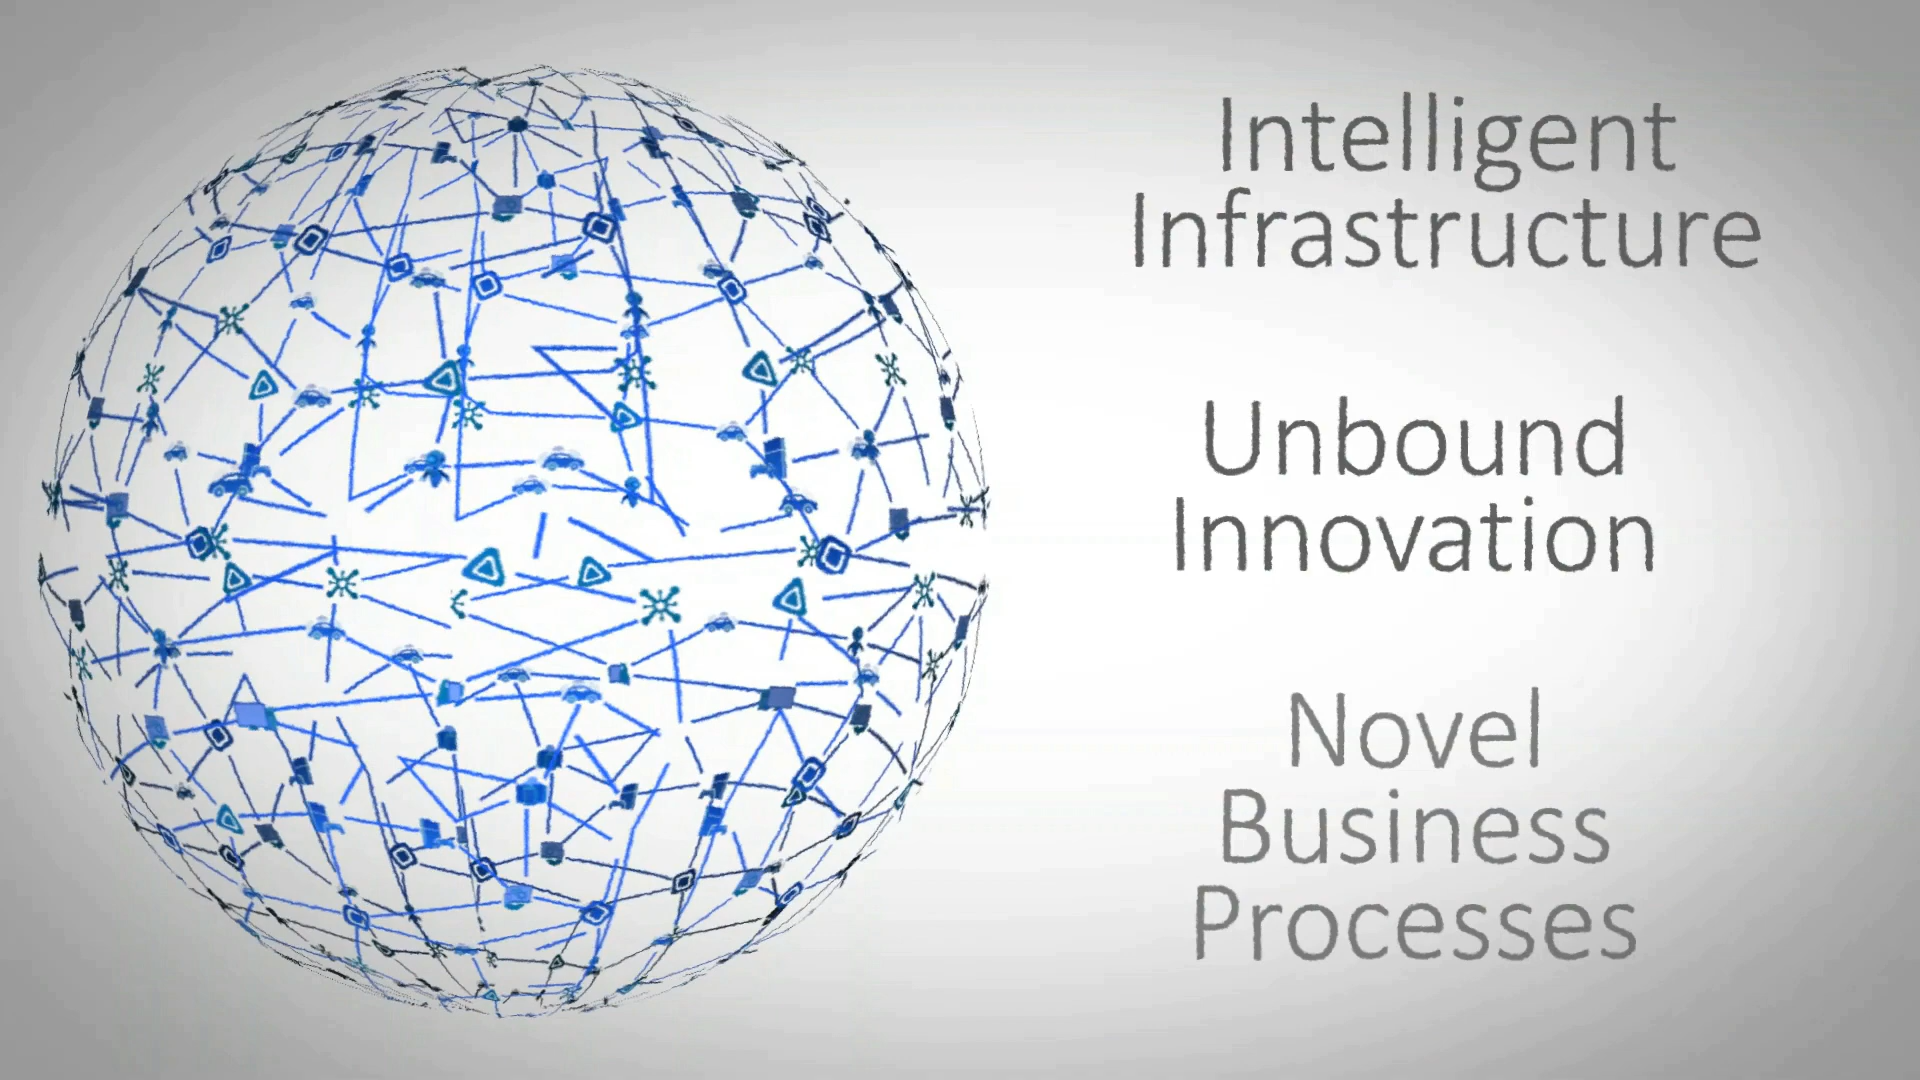 Intelligent
Infrastructure
Unbound
Innovation
Novel
Business
Processes